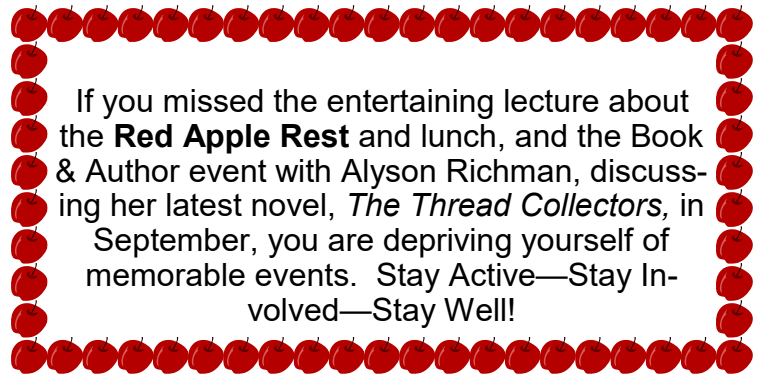 If you missed the entertaining lecture about
the Red Apple Rest and lunch, and the Book
& Author event with Alyson Richman, discuss-
ing her latest novel, The Thread Collectors, in
September, you are depriving yourself of
memorable events.  Stay Active—Stay In-
volved—Stay Well!